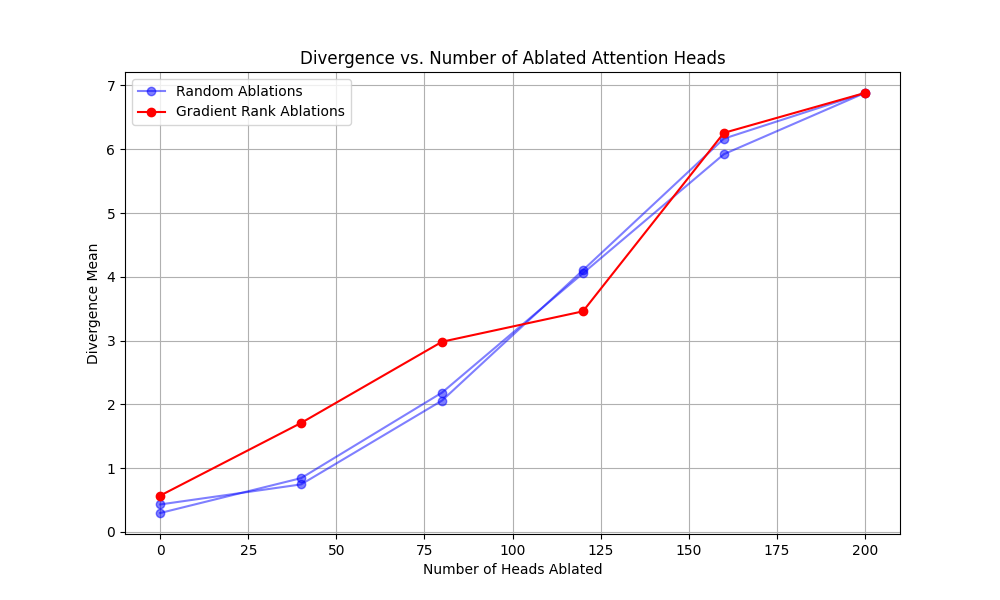 Divergence vs. Number of Ablated Attention Heads
Random Ablations
Gradient Rank Ablations
Divergence Mean
7
6
5
4
3
2
1
0
0 25 50 75 100 125 150 175 200
Number of Heads Ablated